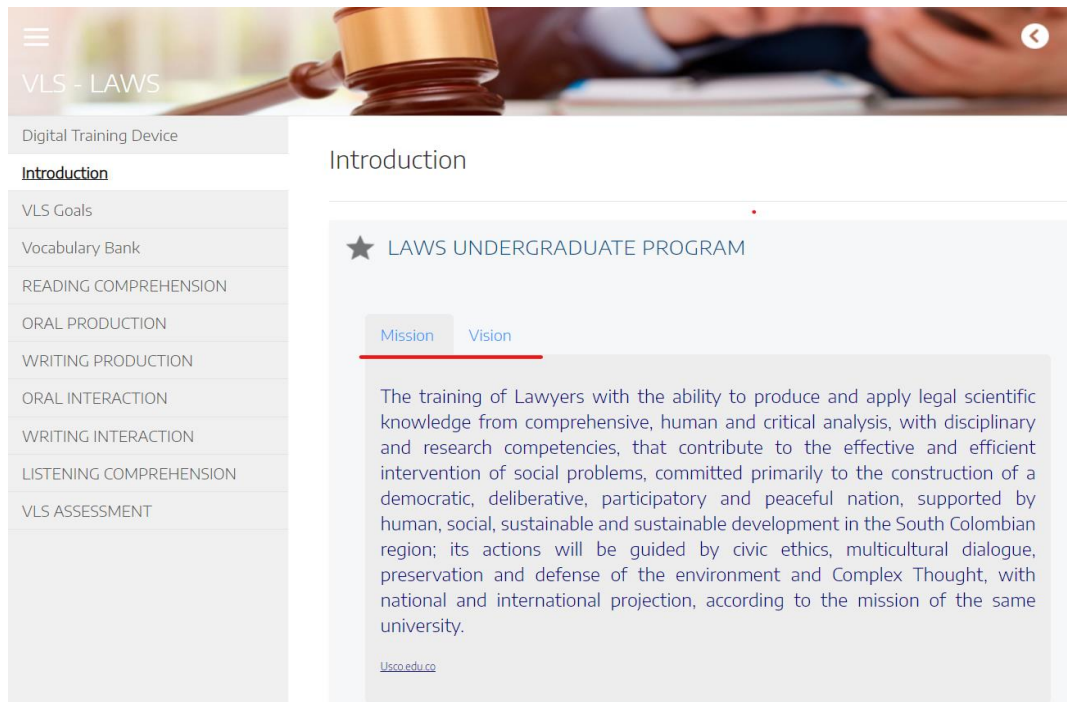 VLS - LAWS
Digital Training Device
Introduction
VLS Goals
Vocabulary Bank
READING COMPREHENSION
ORAL PRODUCTION
WRITING PRODUCTION
ORAL INTERACTION
WRITING INTERACTION
LISTENING COMPREHENSION
VLS ASSESSMENT
Introduction
LAWS UNDERGRADUATE PROGRAM
Mission Vision
The training of Lawyers with the ability to produce and apply legal scientific
knowledge from comprehensive, human and critical analysis, with disciplinary
and research competencies, that contribute to the effective and efficient
intervention of social problems, committed primarily to the construction of a
democratic, deliberative, participatory and peaceful nation, supported by
human, social, sustainable and sustainable development in the South Colombian
region; its actions will be guided by civic ethics, multicultural dialogue,
preservation and defense of the environment and Complex Thought, with
national and international projection, according to the mission of the same
university.
Usco.edu.co